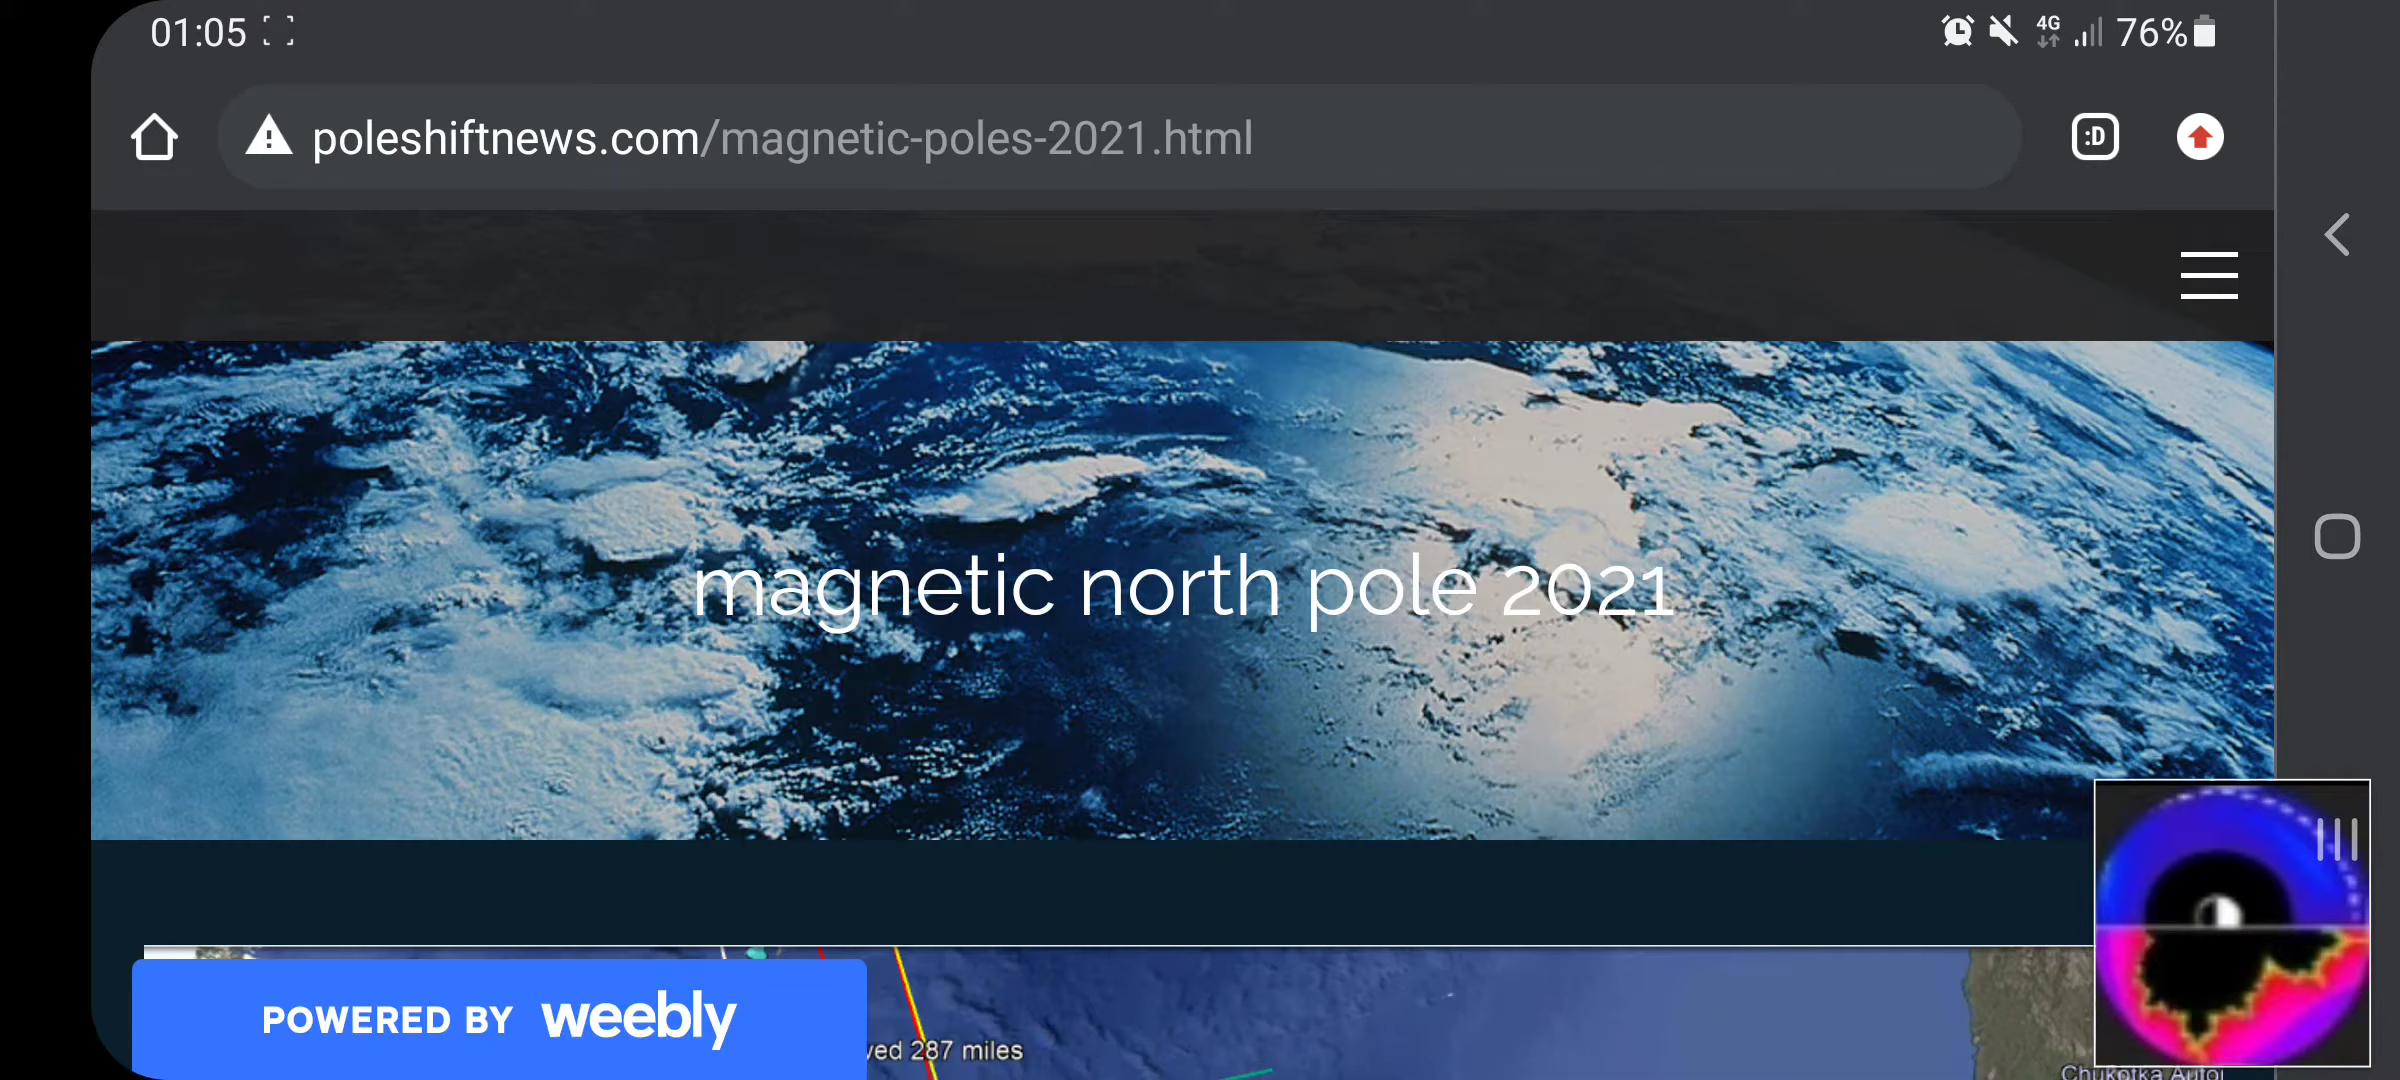 01:05 4G 76%
poleshiftnews.com/magnetic-poles-2021.html :D
magnetic north pole 2021
POWERED BY weebly
287 miles
Chukotka